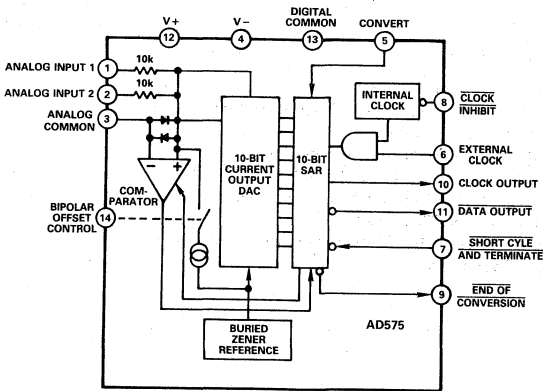 V+
12
V−
4
DIGITAL
COMMON
13
CONVERT
5
ANALOG INPUT 1
1
10k
ANALOG INPUT 2
2
10k
ANALOG
COMMON
3
INTERNAL
CLOCK
8
CLOCK
INHIBIT
10-BIT
CURRENT
OUTPUT
DAC
10-BIT
SAR
6
EXTERNAL
CLOCK
− +
COM-
PARATOR
10
CLOCK OUTPUT
11
DATA OUTPUT
BIPOLAR
OFFSET
CONTROL
14
7
SHORT CYLE
AND TERMINATE
9
END OF
CONVERSION
BURIED
ZENER
REFERENCE
AD575